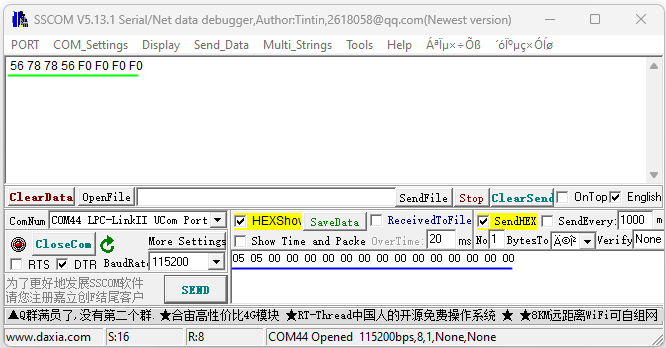 SSCOM V5.13.1 Serial/Net data debugger,Author:Tintin,2618058@qq.com(Newest version)
PORT COM_Settings Display Send_Data Multi_Strings Tools Help ÁªÏµ×÷Õß ´óÏºµç×ÓÍø
56 78 78 56 F0 F0 F0 F0
ClearData OpenFile SendFile Stop ClearSend OnTop English
ComNum COM44 LPC-LinkII UCom Port HEXShow SaveData ReceivedToFile SendHEX SendEvery: 1000 m
CloseCom More Settings Show Time and Packe OverTime: 20 ms No 1 BytesTo Verify None
RTS DTR BaudRat 115200 05 05 00 00 00 00 00 00 00 00 00 00 00 00 00 00
为了更好地发展SSCOM软件
请您注册嘉立创F结尾客户 SEND
▲Q群满员了,没有第二个群. ★合宙高性价比4G模块 ★RT-Thread中国人的开源免费操作系统 ★ ★8KM远距离WiFi可自组网
www.daxia.com S:16 R:8 COM44 Opened 115200bps,8,1,None,None